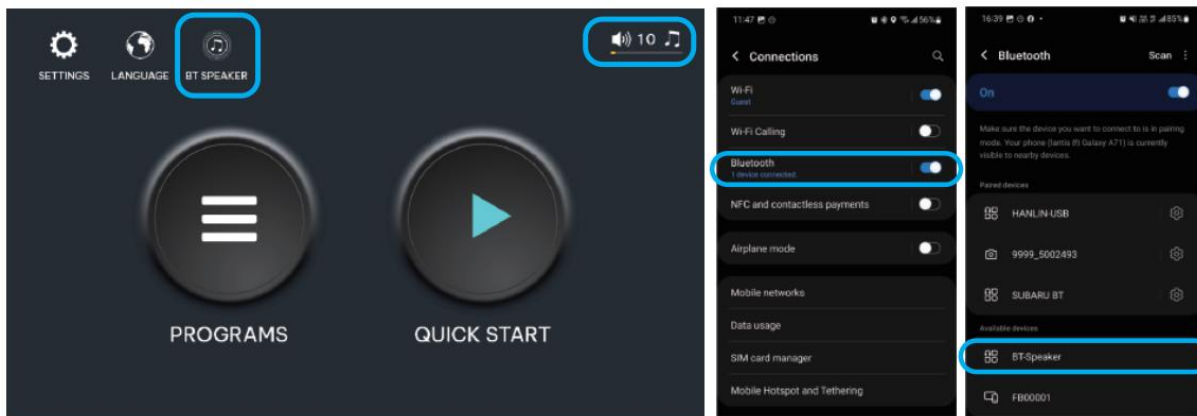 SETTINGS
LANGUAGE
BT SPEAKER
10
PROGRAMS
QUICK START
11:47
56%
Connections
Wi-Fi
Guest
Wi-Fi Calling
Bluetooth
1 device connected.
NFC and contactless payments
Airplane mode
Mobile networks
Data usage
SIM card manager
Mobile Hotspot and Tethering
16:39
85%
Bluetooth
Scan
On
Make sure the device you want to connect to is in pairing
mode. Your phone (Iantis (f) Galaxy A71) is currently
visible to nearby devices.
Paired devices
HANLIN-USB
9999_5002493
SUBARU BT
Available devices
BT-Speaker
FB00001